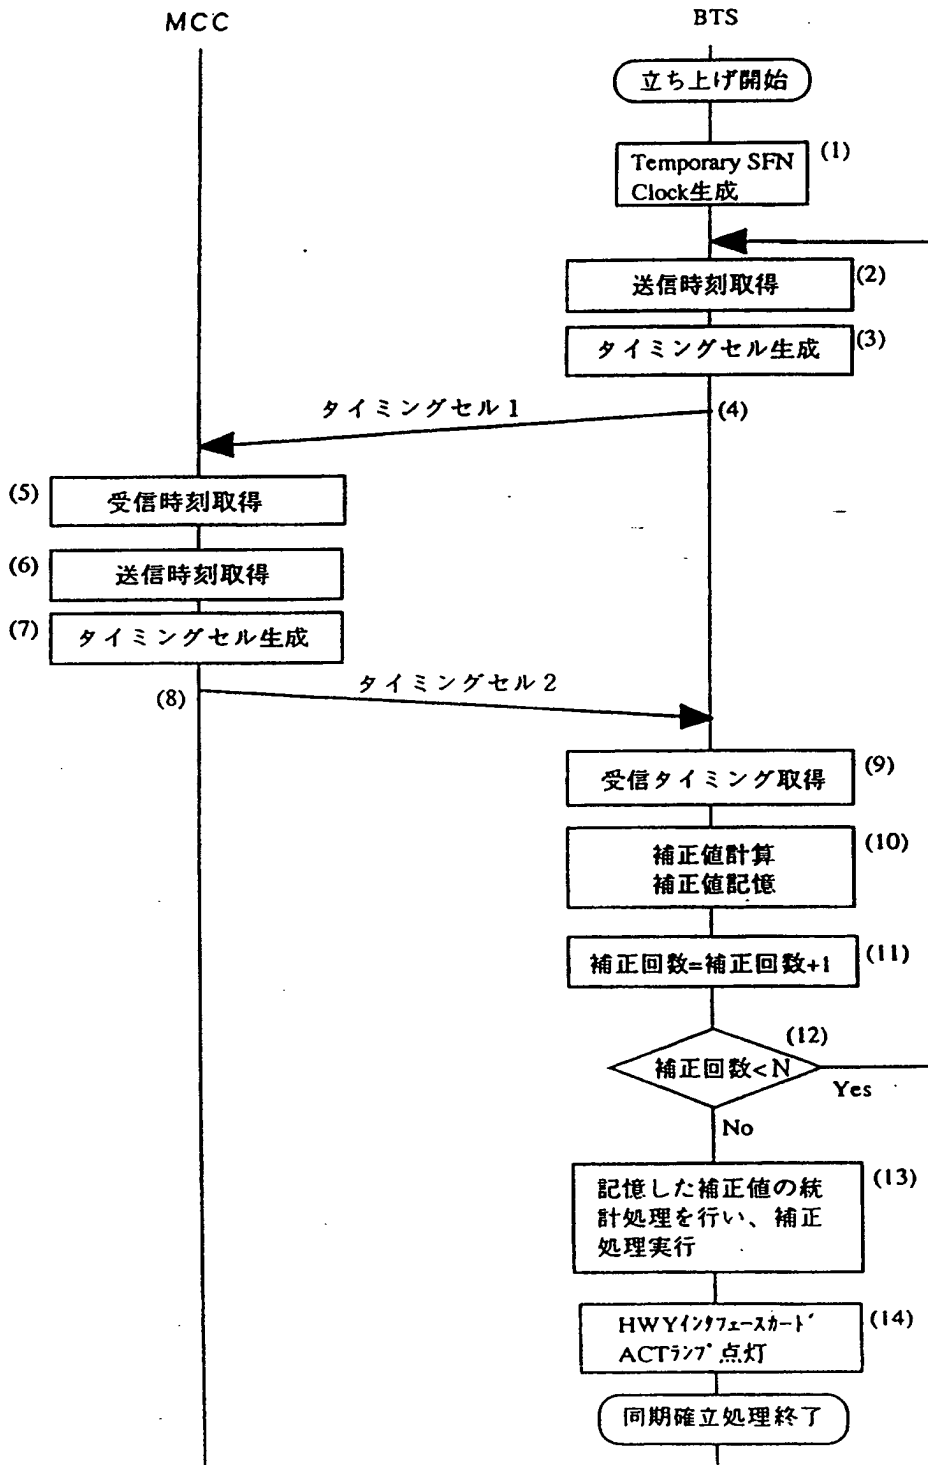 MCC
BTS
立ち上げ開始
Temporary SFN
Clock生成
(1)
送信時刻取得
(2)
タイミングセル生成
(3)
タイミングセル1
(4)
(5)
受信時刻取得
(6)
送信時刻取得
(7)
タイミングセル生成
(8)
タイミングセル2
受信タイミング取得
(9)
補正値計算
補正値記憶
(10)
補正回数=補正回数+1
(11)
(12)
補正回数<N
Yes
No
記憶した補正値の統
計処理を行い、補正
処理実行
(13)
HWYインタフェースカード
ACTランプ点灯
(14)
同期確立処理終了